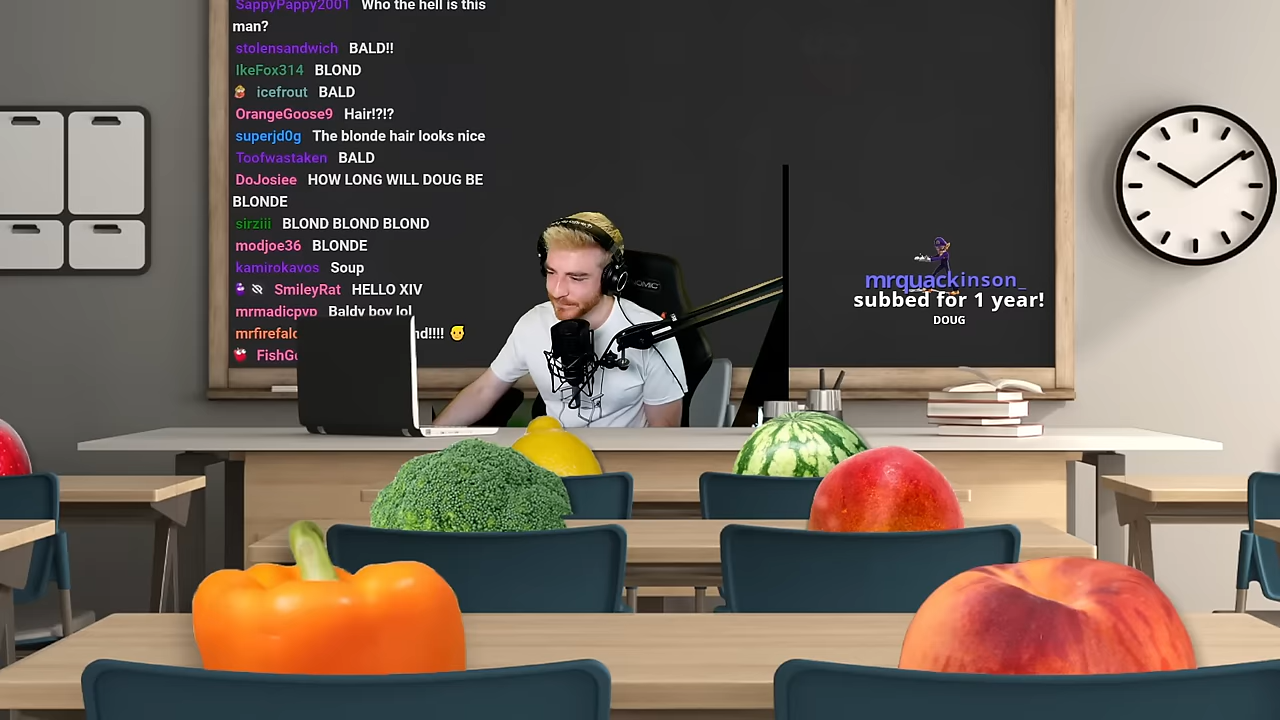 SappyPappy2001 Who the hell is this
man?
stolensandwich BALD!!
IkeFox314 BLOND
icefrout BALD
OrangeGoose9 Hair!?!?
superjd0g The blonde hair looks nice
Toofwastaken BALD
DoJosiee HOW LONG WILL DOUG BE
BLONDE
sirziii BLOND BLOND BLOND
modjoe36 BLONDE
kamirokavos Soup
SmileyRat HELLO XIV
mrmadicpvp Baldy boy lol
mrquackinson_
subbed for 1 year!
DOUG